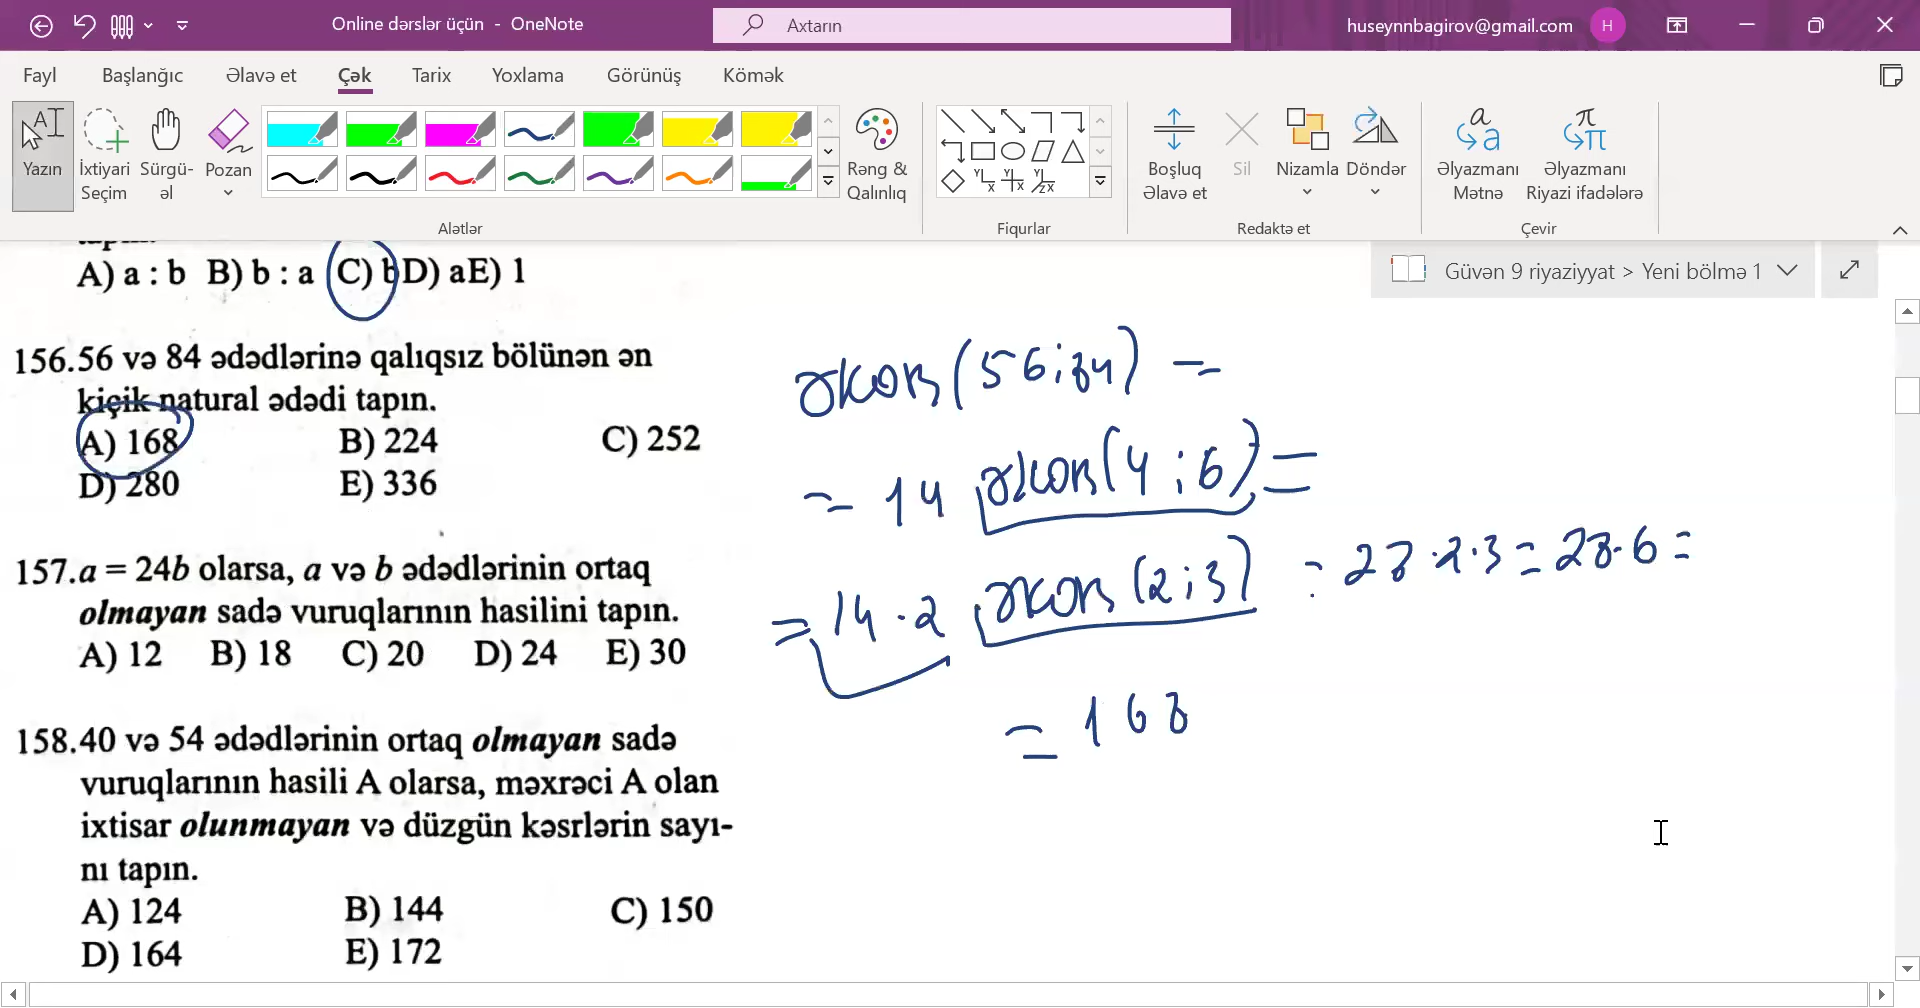 Online dərslər üçün - OneNote
Axtarın
huseynnbagirov@gmail.com
H
Fayl Başlanğıc Əlavə et Çək Tarix Yoxlama Görünüş Kömək
Yazın
İxtiyari Seçim
Sürgü-əl
Pozan
Rəng & Qalınlıq
Boşluq Əlavə et
Sil
Nizamla
Döndər
Əlyazmanı Mətnə
Əlyazmanı Riyazi ifadələrə
Alətlər
Fiqurlar
Redaktə et
Çevir
Güvən 9 riyaziyyat > Yeni bölmə 1
A) a : b B) b : a C) b D) a E) 1
156. 56 və 84 ədədlərinə qalıqsız bölünən ən
kiçik natural ədədi tapın.
A) 168 B) 224 C) 252
D) 280 E) 336
157. a = 24b olarsa, a və b ədədlərinin ortaq
olmayan sadə vuruqlarının hasilini tapın.
A) 12 B) 18 C) 20 D) 24 E) 30
158. 40 və 54 ədədlərinin ortaq olmayan sadə
vuruqlarının hasili A olarsa, məxrəci A olan
ixtisar olunmayan və düzgün kəsrlərin sayı-
nı tapın.
A) 124 B) 144 C) 150
D) 164 E) 172
əkob(56;84) =
= 14 əkob(4;6) =
= 14·2 əkob(2;3) = 28·2·3 = 28·6 =
= 168